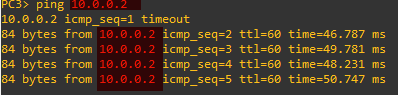 PC3> ping 10.0.0.2
10.0.0.2 icmp_seq=1 timeout
84 bytes from 10.0.0.2 icmp_seq=2 ttl=60 time=46.787 ms
84 bytes from 10.0.0.2 icmp_seq=3 ttl=60 time=49.781 ms
84 bytes from 10.0.0.2 icmp_seq=4 ttl=60 time=48.231 ms
84 bytes from 10.0.0.2 icmp_seq=5 ttl=60 time=50.747 ms